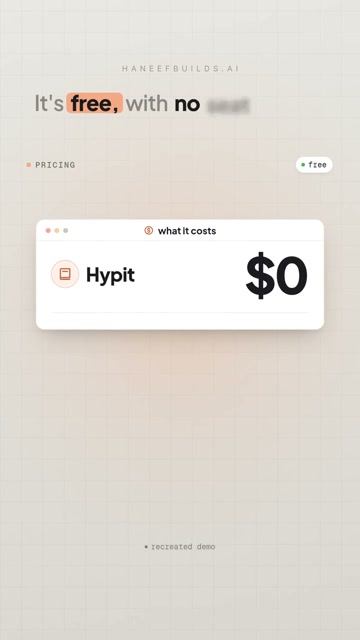 HANEEFBUILDS.AI
It's free, with no
PRICING
free
what it costs
Hypit
$0
recreated demo